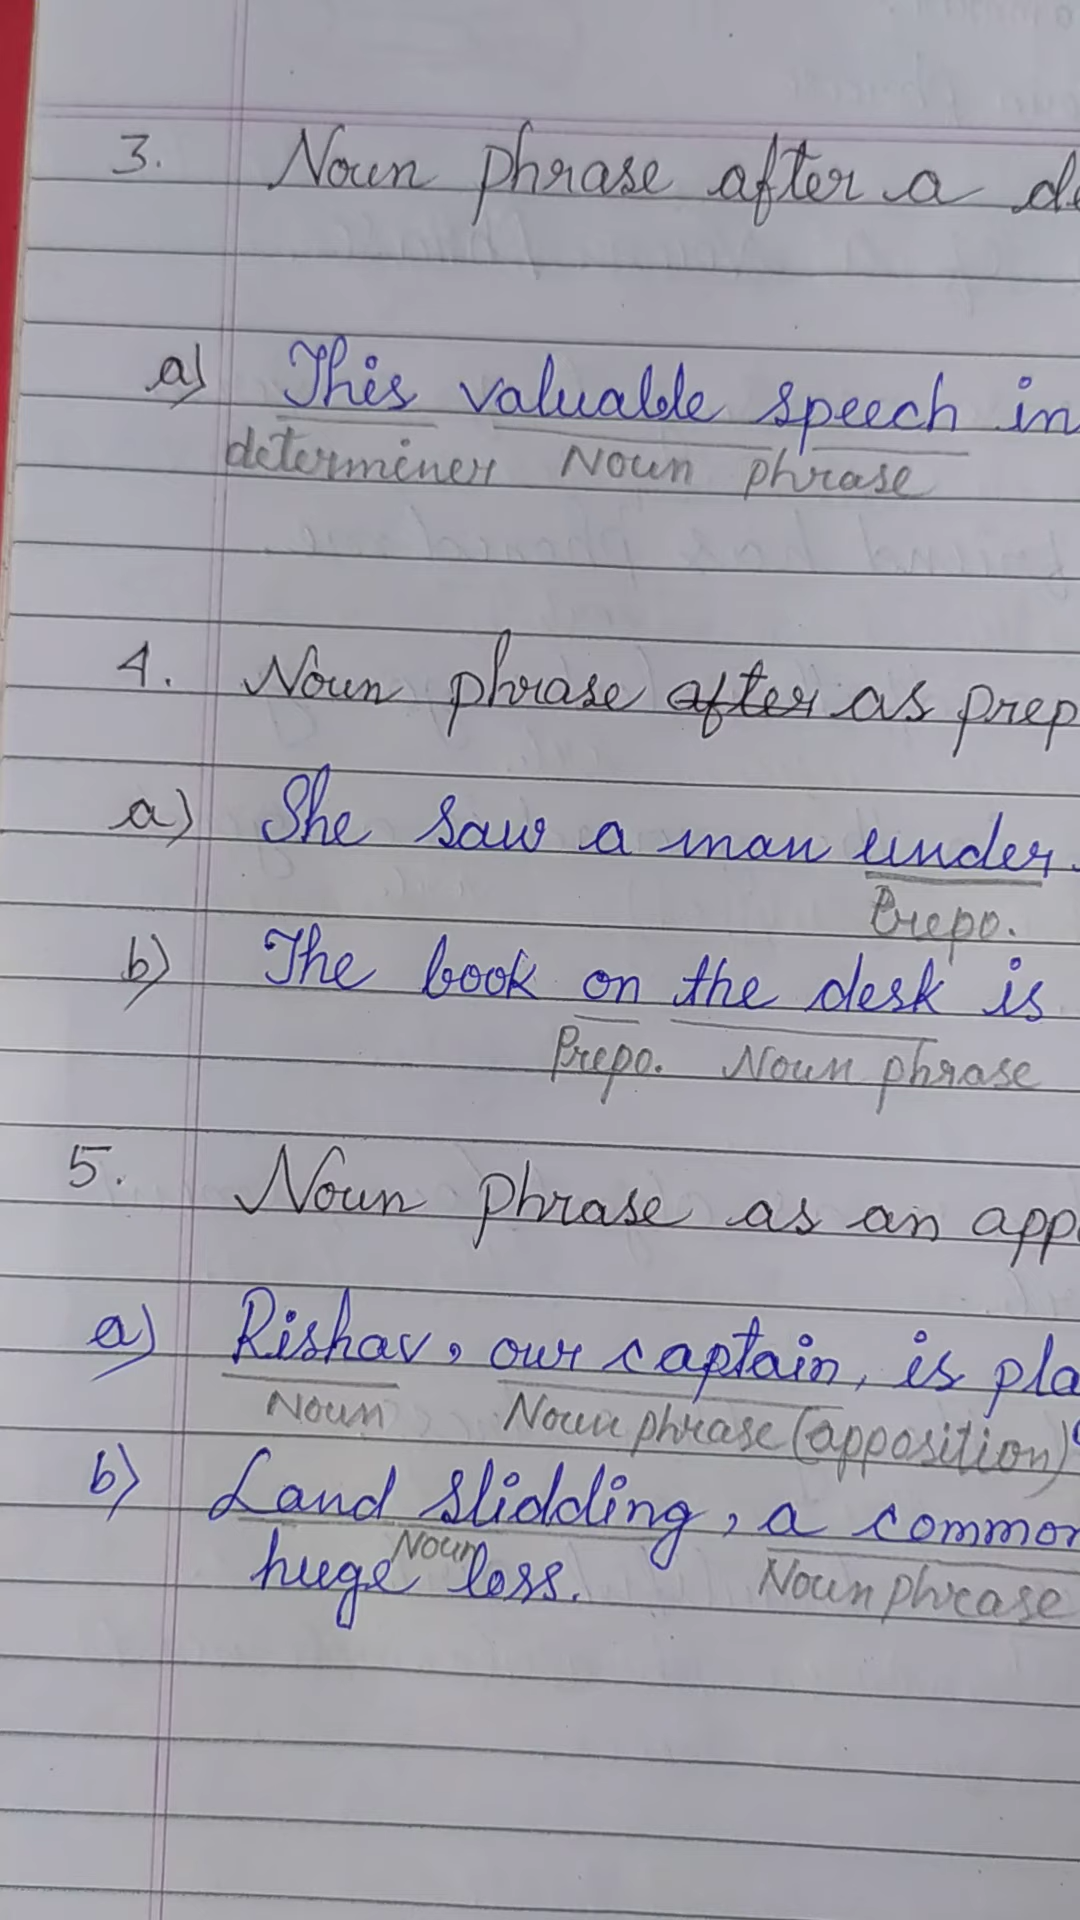 3. Noun phrase after a de
a) This valuable speech in
determiner Noun phrase
4. Noun phrase after as prep
a) She saw a man under
Prepo.
b) The book on the desk is
Prepo. Noun phrase
5. Noun phrase as an app
a) Rishav, our captain, is pla
Noun Noun phrase (apposition)
b) Land slidding, a common
Noun Noun phrase
huge loss.